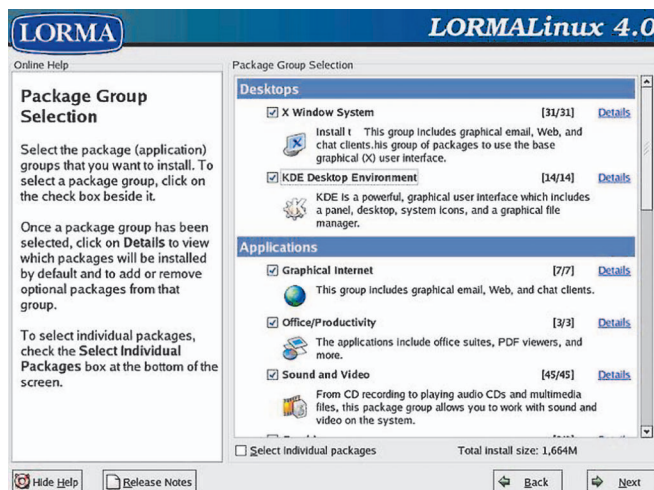 LORMA
LORMALinux 4.0
Online Help
Package Group
Selection
Select the package (application)
groups that you want to install. To
select a package group, click on
the check box beside it.
Once a package group has been
selected, click on Details to view
which packages will be installed
by default and to add or remove
optional packages from that
group.
To select individual packages,
check the Select Individual
Packages box at the bottom of the
screen.
Package Group Selection
Desktops
X Window System [31/31] Details
Install t This group includes graphical email, Web, and
chat clients.his group of packages to use the base
graphical (X) user interface.
KDE Desktop Environment [14/14] Details
KDE is a powerful, graphical user interface which includes
a panel, desktop, system icons, and a graphical file
manager.
Applications
Graphical Internet [7/7] Details
This group includes graphical email, Web, and chat clients.
Office/Productivity [3/3] Details
The applications include office suites, PDF viewers, and
more.
Sound and Video [45/45] Details
From CD recording to playing audio CDs and multimedia
files, this package group allows you to work with sound and
video on the system.
Select Individual packages Total install size: 1,664M
Hide Help Release Notes Back Next